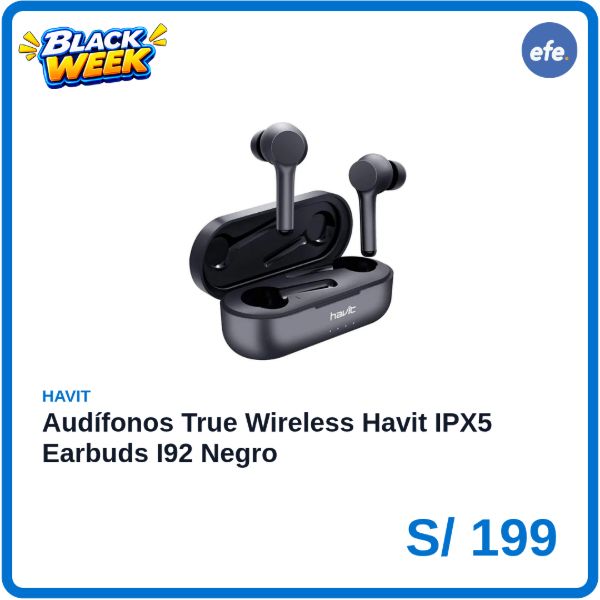 BLACK
WEEK
efe.
havit
HAVIT
Audífonos True Wireless Havit IPX5
Earbuds I92 Negro
S/ 199